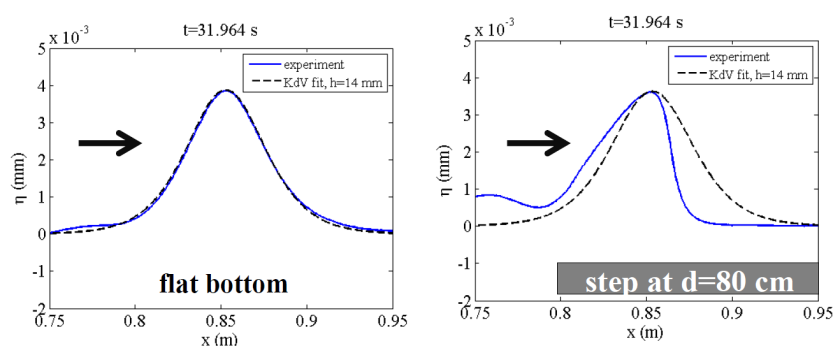 t=31.964 s
x 10^-3
5
4
3
2
1
0
-1
-2
η (mm)
experiment
KdV fit, h=14 mm
flat bottom
0.75 0.8 0.85 0.9 0.95
x (m)
t=31.964 s
x 10^-3
5
4
3
2
1
0
-1
-2
η (mm)
experiment
KdV fit, h=14 mm
step at d=80 cm
0.75 0.8 0.85 0.9 0.95
x (m)